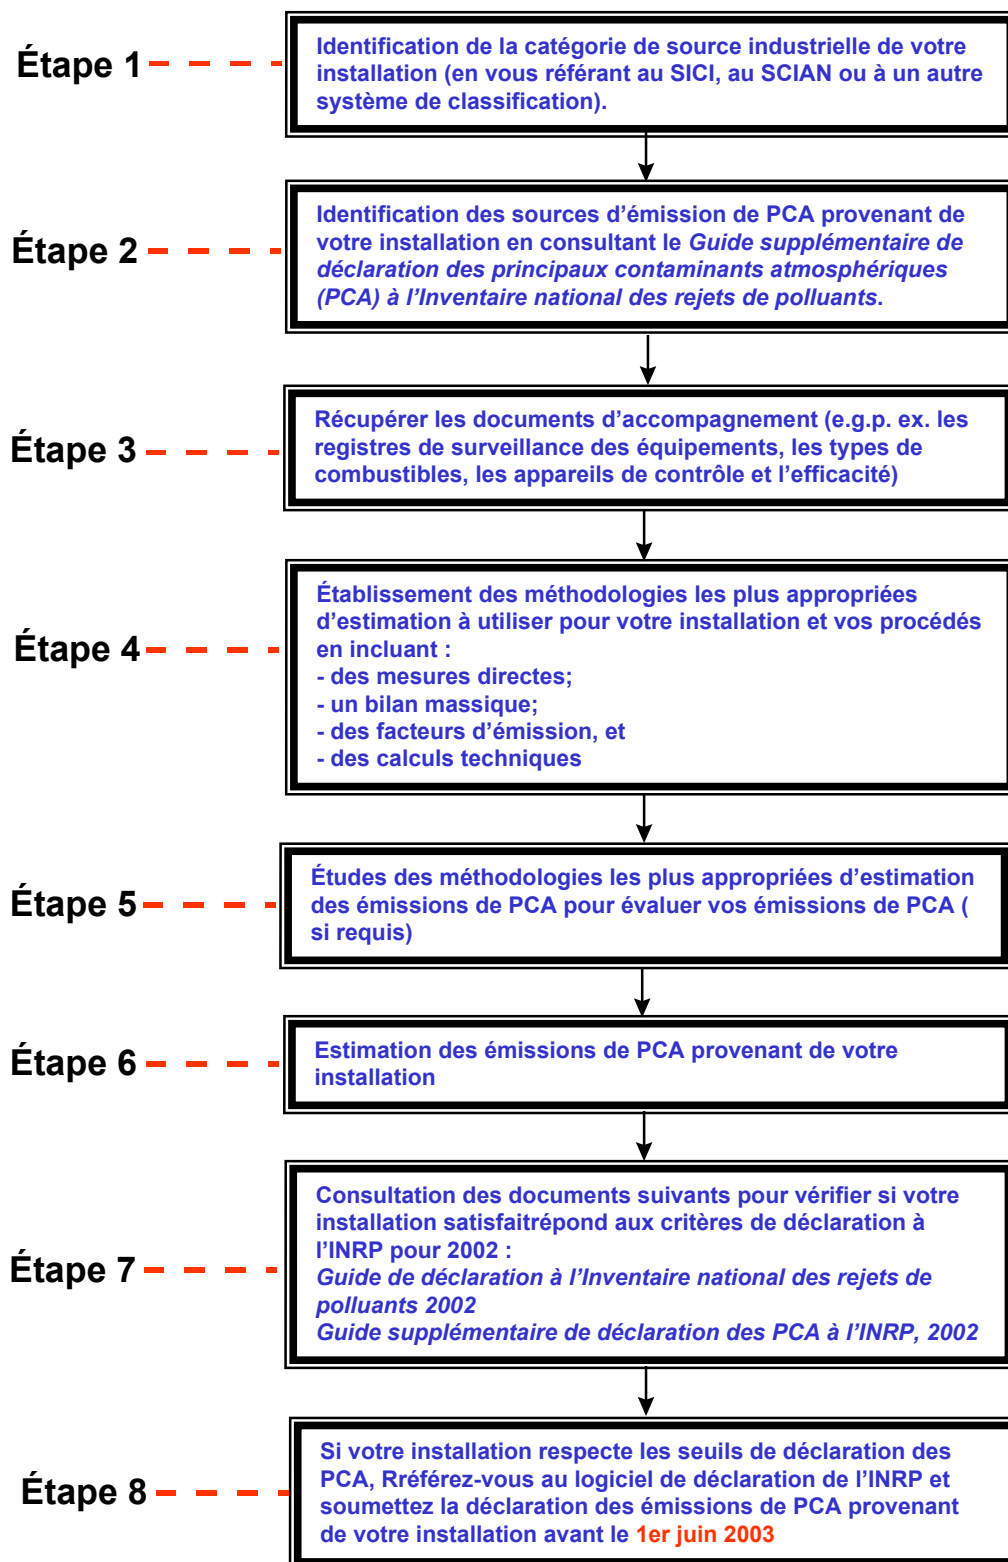 Étape 1
Identification de la catégorie de source industrielle de votre
installation (en vous référant au SICI, au SCIAN ou à un autre
système de classification).
Étape 2
Identification des sources d'émission de PCA provenant de
votre installation en consultant le Guide supplémentaire de
déclaration des principaux contaminants atmosphériques
(PCA) à l'Inventaire national des rejets de polluants.
Étape 3
Récupérer les documents d'accompagnement (e.g.p. ex. les
registres de surveillance des équipements, les types de
combustibles, les appareils de contrôle et l'efficacité)
Étape 4
Établissement des méthodologies les plus appropriées
d'estimation à utiliser pour votre installation et vos procédés
en incluant :
- des mesures directes;
- un bilan massique;
- des facteurs d'émission, et
- des calculs techniques
Étape 5
Études des méthodologies les plus appropriées d'estimation
des émissions de PCA pour évaluer vos émissions de PCA (
si requis)
Étape 6
Estimation des émissions de PCA provenant de votre
installation
Étape 7
Consultation des documents suivants pour vérifier si votre
installation satisfaitrépond aux critères de déclaration à
l'INRP pour 2002 :
Guide de déclaration à l'Inventaire national des rejets de
polluants 2002
Guide supplémentaire de déclaration des PCA à l'INRP, 2002
Étape 8
Si votre installation respecte les seuils de déclaration des
PCA, Rréférez-vous au logiciel de déclaration de l'INRP et
soumettez la déclaration des émissions de PCA provenant
de votre installation avant le 1er juin 2003